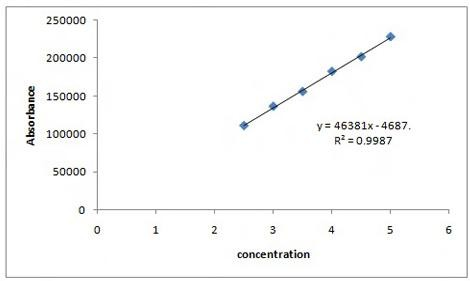 250000
200000
150000
100000
50000
0
Absorbance
y = 46381x - 4687.
R² = 0.9987
0 1 2 3 4 5 6
concentration